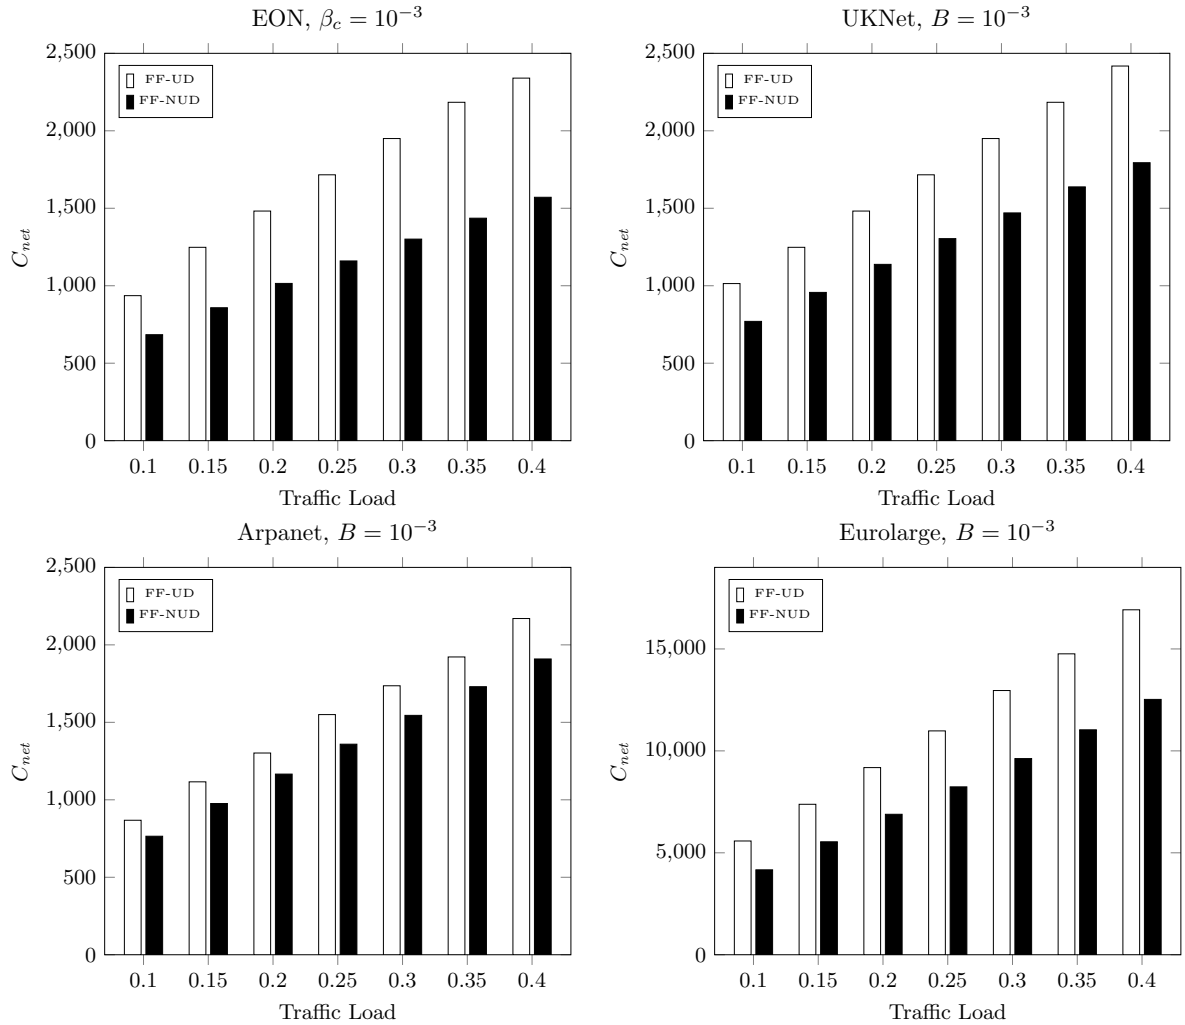 EON, βc = 10−3
2,500
2,000
1,500
1,000
500
0
Cnet
FF-UD
FF-NUD
0.1 0.15 0.2 0.25 0.3 0.35 0.4
Traffic Load
UKNet, B = 10−3
2,500
2,000
1,500
1,000
500
0
Cnet
FF-UD
FF-NUD
0.1 0.15 0.2 0.25 0.3 0.35 0.4
Traffic Load
Arpanet, B = 10−3
2,500
2,000
1,500
1,000
500
0
Cnet
FF-UD
FF-NUD
0.1 0.15 0.2 0.25 0.3 0.35 0.4
Traffic Load
Eurolarge, B = 10−3
15,000
10,000
5,000
0
Cnet
FF-UD
FF-NUD
0.1 0.15 0.2 0.25 0.3 0.35 0.4
Traffic Load